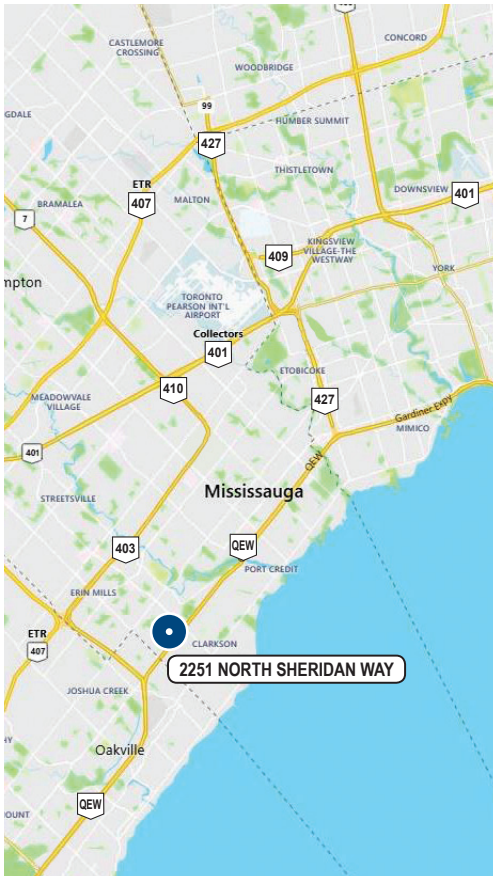 CONCORD
CASTLEMORE
CROSSING
WOODBRIDGE
99
HUMBER SUMMIT
427
THISTLETOWN
ETR
407
MALTON
DOWNSVIEW
401
BRAMALEA
7
KINGSVIEW
VILLAGE-THE
WESTWAY
409
YORK
TORONTO
PEARSON INT'L
AIRPORT
Collectors
401
ETOBICOKE
410
427
MEADOWVALE
VILLAGE
Gardiner Expy
MIMICO
401
QEW
STREETSVILLE
Mississauga
403
QEW
PORT CREDIT
ERIN MILLS
ETR
407
CLARKSON
2251 NORTH SHERIDAN WAY
JOSHUA CREEK
Oakville
QEW